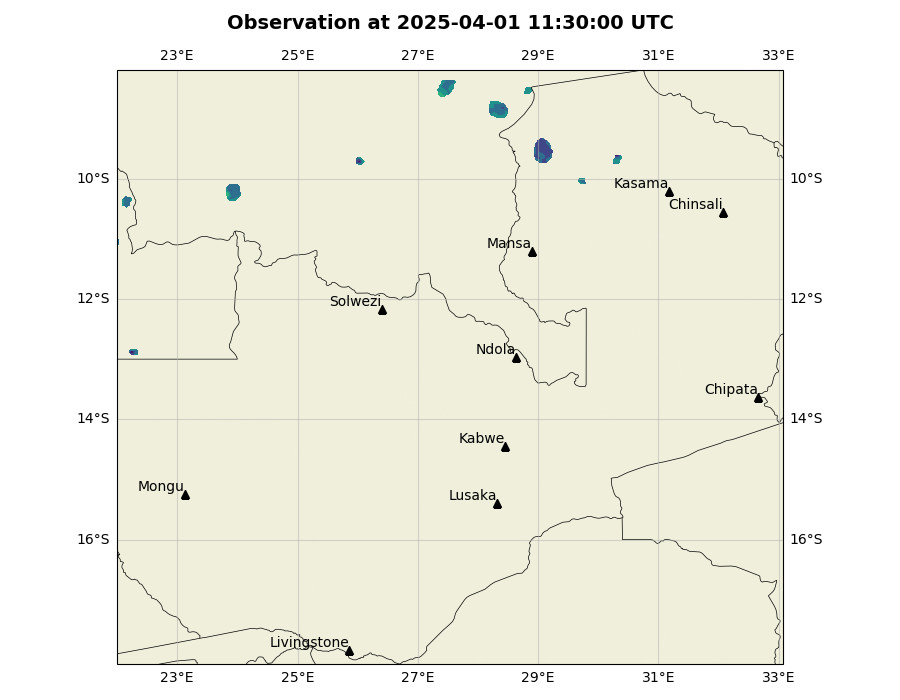 Observation at 2025-04-01 11:30:00 UTC
23°E 25°E 27°E 29°E 31°E 33°E
10°S 10°S
Kasama
Chinsali
Mansa
12°S 12°S
Solwezi
Ndola
Chipata
14°S 14°S
Kabwe
Mongu
Lusaka
16°S 16°S
Livingstone
23°E 25°E 27°E 29°E 31°E 33°E